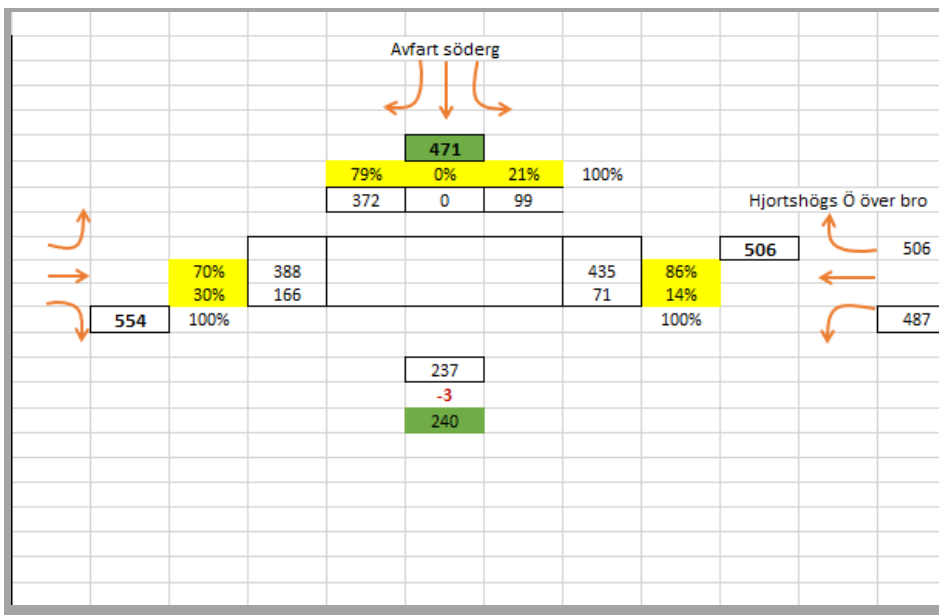 Avfart söderg
471
79% 0% 21% 100%
372 0 99 Hjortshögs Ö över bro
506 506
70% 388 435 86%
30% 166 71 14%
554 100% 100% 487
237
-3
240